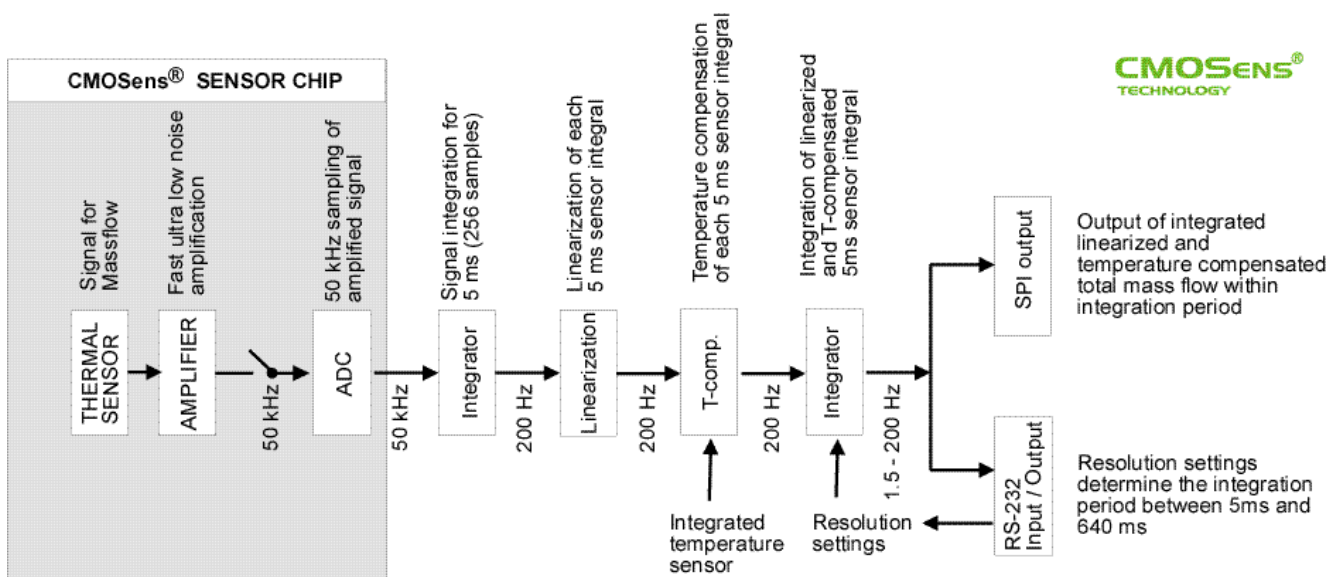 CMOSens® SENSOR CHIP
Signal for
Massflow
Fast ultra low noise
amplification
50 kHz sampling of
amplified signal
Signal integration for
5 ms (256 samples)
Linearization of each
5 ms sensor integral
Temperature compensation
of each 5 ms sensor integral
Integration of linearized
and T-compensated
5ms sensor integral
CMOSENS®
TECHNOLOGY
THERMAL
SENSOR
AMPLIFIER
50 kHz
ADC
50 kHz
Integrator
200 Hz
Linearization
200 Hz
T-comp.
200 Hz
Integrator
1.5 - 200 Hz
SPI output
Output of integrated
linearized and
temperature compensated
total mass flow within
integration period
RS-232
Input / Output
Resolution settings
determine the integration
period between 5ms and
640 ms
Integrated
temperature
sensor
Resolution
settings